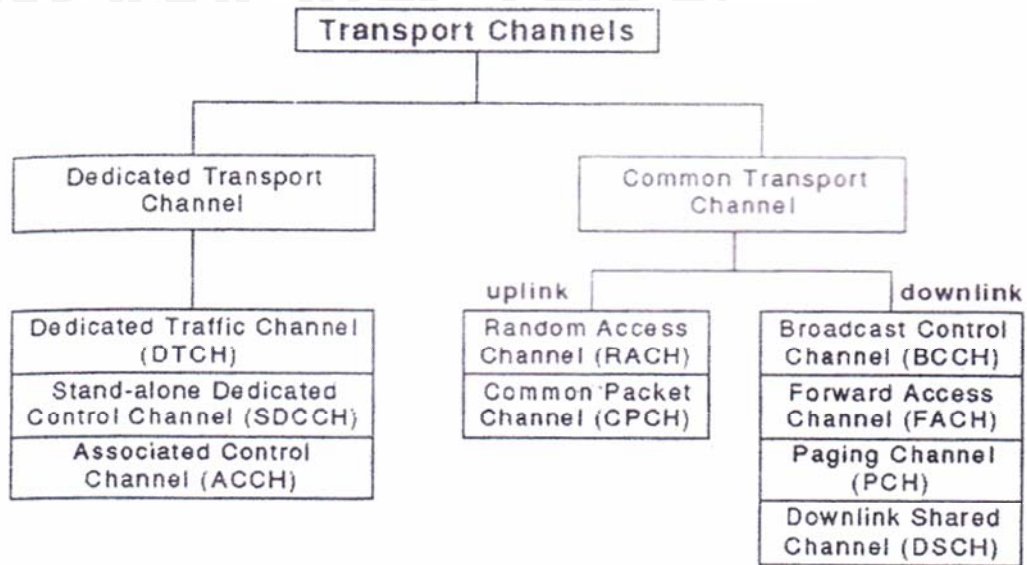 Transport Channels
Dedicated Transport
Channel
Common Transport
Channel
uplink
downlink
Dedicated Traffic Channel
(DTCH)
Stand-alone Dedicated
Control Channel (SDCCH)
Associated Control
Channel (ACCH)
Random Access
Channel (RACH)
Common Packet
Channel (CPCH)
Broadcast Control
Channel (BCCH)
Forward Access
Channel (FACH)
Paging Channel
(PCH)
Downlink Shared
Channel (DSCH)